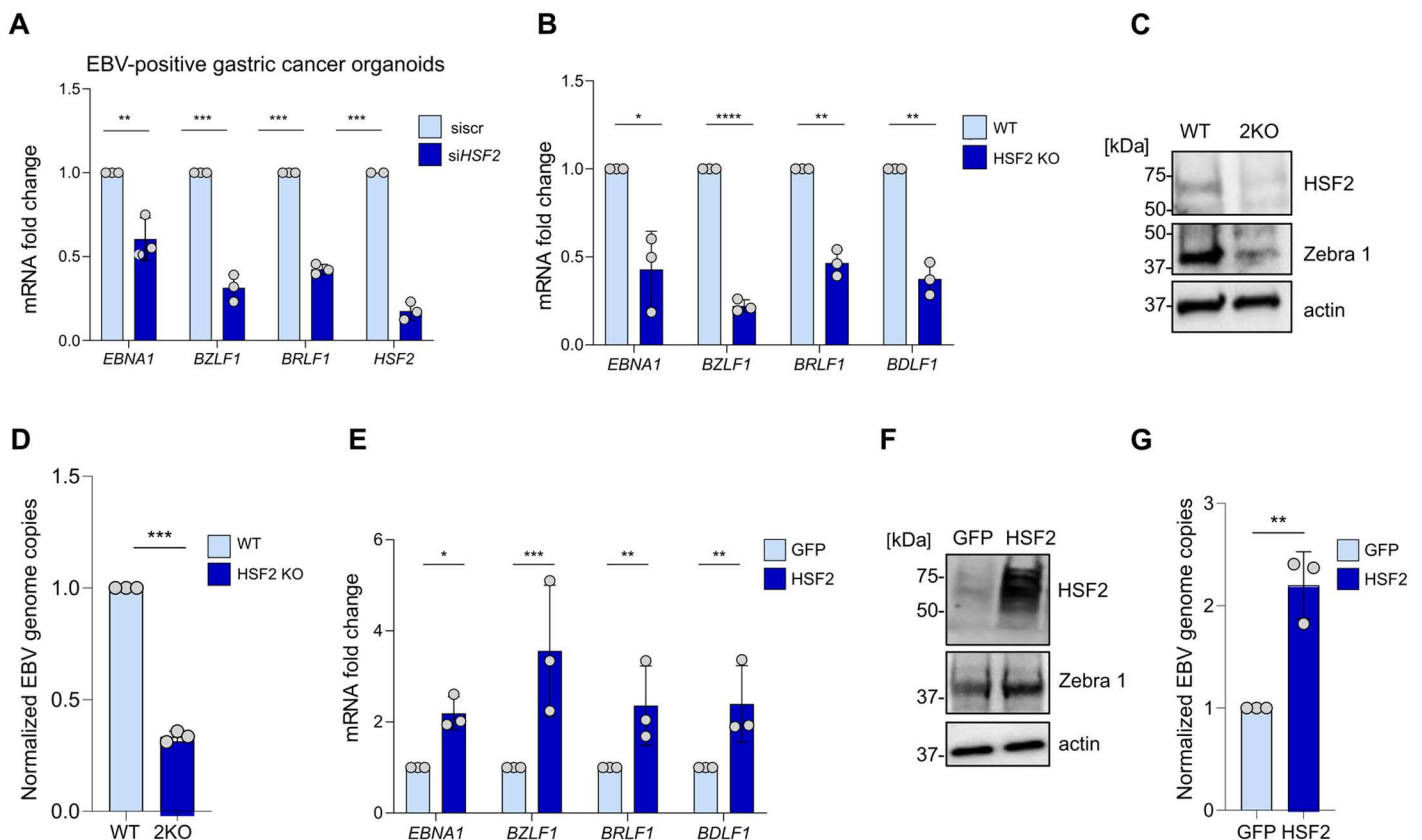 A
EBV-positive gastric cancer organoids
mRNA fold change
1.5
1.0
0.5
0.0
** *** *** ***
EBNA1 BZLF1 BRLF1 HSF2
siscr
siHSF2
B
mRNA fold change
1.5
1.0
0.5
0.0
* **** ** **
EBNA1 BZLF1 BRLF1 BDLF1
WT
HSF2 KO
C
WT 2KO
[kDa]
75-
50-
HSF2
50-
37-
Zebra 1
37-
actin
D
Normalized EBV genome copies
1.5
1.0
0.5
0.0
***
WT 2KO
WT
HSF2 KO
E
mRNA fold change
6
4
2
0
* *** ** **
EBNA1 BZLF1 BRLF1 BDLF1
GFP
HSF2
F
[kDa] GFP HSF2
75-
50-
HSF2
37-
Zebra 1
37-
actin
G
Normalized EBV genome copies
3
2
1
0
**
GFP HSF2
GFP
HSF2